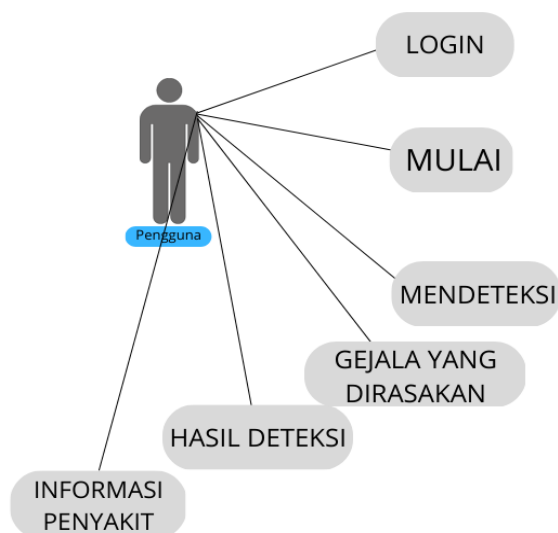 LOGIN
MULAI
Pengguna
MENDETEKSI
GEJALA YANG
DIRASAKAN
HASIL DETEKSI
INFORMASI
PENYAKIT